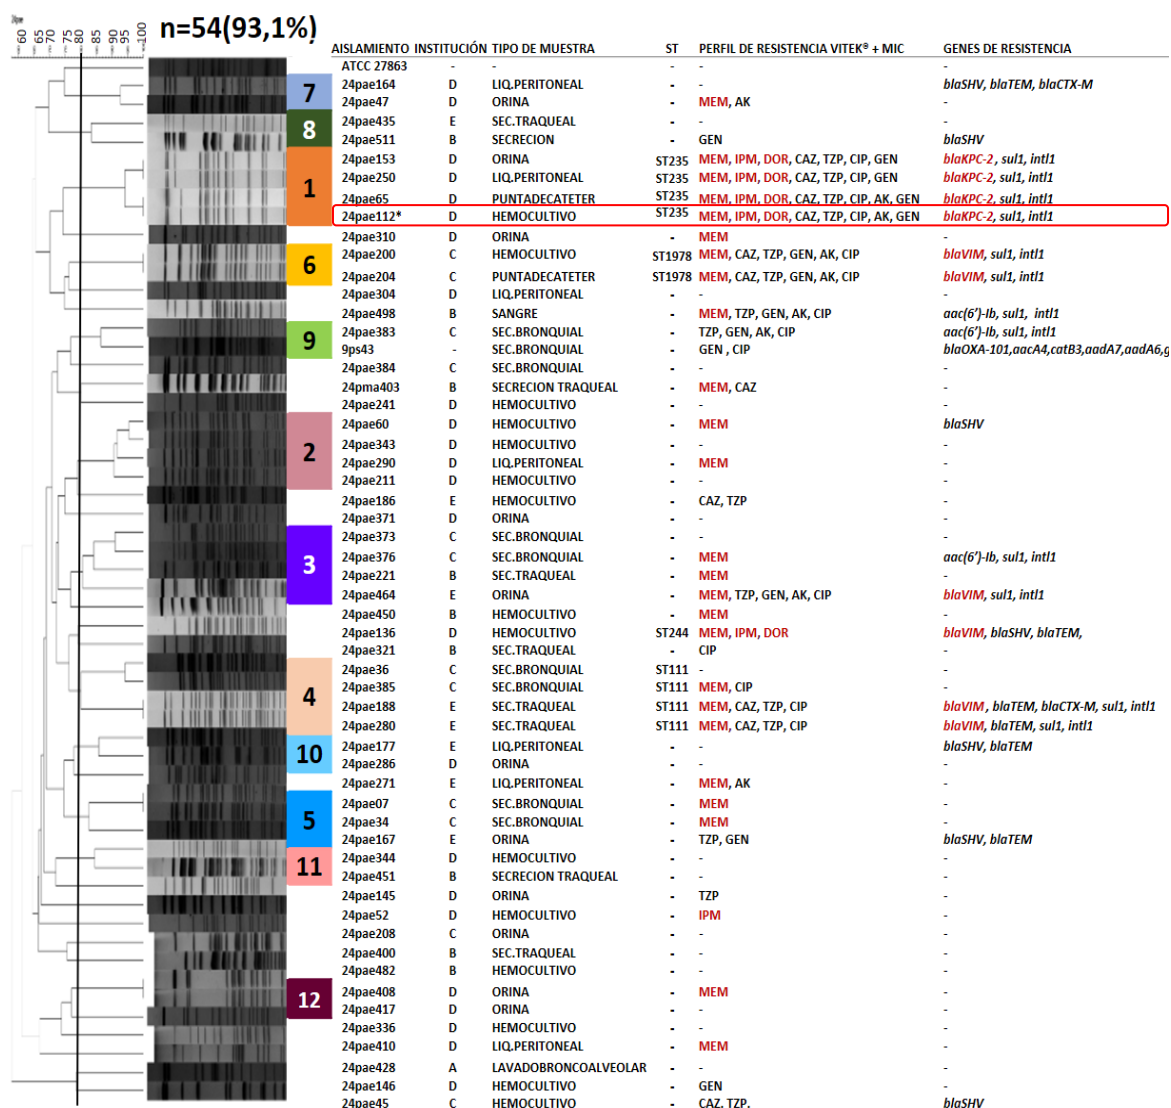 n=54(93,1%)
60 65 70 75 80 85 90 95 100
AISLAMIENTO INSTITUCIÓN TIPO DE MUESTRA ST PERFIL DE RESISTENCIA VITEK® + MIC GENES DE RESISTENCIA
ATCC 27863 - - - - -
7
24pae164 D LIQ.PERITONEAL - - blaSHV, blaTEM, blaCTX-M
24pae47 D ORINA - MEM, AK -
8
24pae435 E SEC.TRAQUEAL - - -
24pae511 B SECRECION - GEN blaSHV
1
24pae153 D ORINA ST235 MEM, IPM, DOR, CAZ, TZP, CIP, GEN blaKPC-2 , sul1, intl1
24pae250 D LIQ.PERITONEAL ST235 MEM, IPM, DOR, CAZ, TZP, CIP, GEN blaKPC-2, sul1, intl1
24pae65 D PUNTADECATETER ST235 MEM, IPM, DOR, CAZ, TZP, CIP, AK, GEN blaKPC-2, sul1, intl1
24pae112* D HEMOCULTIVO ST235 MEM, IPM, DOR, CAZ, TZP, CIP, AK, GEN blaKPC-2, sul1, intl1
24pae310 D ORINA - MEM -
6
24pae200 C HEMOCULTIVO ST1978 MEM, CAZ, TZP, GEN, AK, CIP blaVIM, sul1, intl1
24pae204 C PUNTADECATETER ST1978 MEM, CAZ, TZP, GEN, AK, CIP blaVIM, sul1, intl1
24pae304 D LIQ.PERITONEAL - - -
24pae498 B SANGRE - MEM, TZP, GEN, AK, CIP aac(6')-Ib, sul1, intl1
9
24pae383 C SEC.BRONQUIAL - TZP, GEN, AK, CIP aac(6')-Ib, sul1, intl1
9ps43 - SEC.BRONQUIAL - GEN , CIP blaOXA-101,aacA4,catB3,aadA7,aadA6,g
24pae384 C SEC.BRONQUIAL - - -
24pma403 B SECRECION TRAQUEAL - MEM, CAZ -
24pae241 D HEMOCULTIVO - - -
2
24pae60 D HEMOCULTIVO - MEM blaSHV
24pae343 D HEMOCULTIVO - - -
24pae290 D LIQ.PERITONEAL - MEM -
24pae211 D HEMOCULTIVO - - -
24pae186 E HEMOCULTIVO - CAZ, TZP -
24pae371 D ORINA - - -
3
24pae373 C SEC.BRONQUIAL - - -
24pae376 C SEC.BRONQUIAL - MEM aac(6')-Ib, sul1, intl1
24pae221 B SEC.TRAQUEAL - MEM -
24pae464 E ORINA - MEM, TZP, GEN, AK, CIP blaVIM, sul1, intl1
24pae450 B HEMOCULTIVO - MEM -
24pae136 D HEMOCULTIVO ST244 MEM, IPM, DOR blaVIM, blaSHV, blaTEM,
24pae321 B SEC.TRAQUEAL - CIP -
4
24pae36 C SEC.BRONQUIAL ST111 - -
24pae385 C SEC.BRONQUIAL ST111 MEM, CIP -
24pae188 E SEC.TRAQUEAL ST111 MEM, CAZ, TZP, CIP blaVIM , blaTEM, blaCTX-M, sul1, intl1
24pae280 E SEC.TRAQUEAL ST111 MEM, CAZ, TZP, CIP blaVIM, blaTEM, sul1, intl1
10
24pae177 E LIQ.PERITONEAL - - blaSHV, blaTEM
24pae286 D ORINA - - -
24pae271 E LIQ.PERITONEAL - MEM, AK -
5
24pae07 C SEC.BRONQUIAL - MEM -
24pae34 C SEC.BRONQUIAL - MEM -
24pae167 E ORINA - TZP, GEN blaSHV, blaTEM
11
24pae344 D HEMOCULTIVO - - -
24pae451 B SECRECION TRAQUEAL - - -
24pae145 D ORINA - TZP -
24pae52 D HEMOCULTIVO - IPM -
24pae208 C ORINA - - -
24pae400 B SEC.TRAQUEAL - - -
24pae482 B HEMOCULTIVO - - -
12
24pae408 D ORINA - MEM -
24pae417 D ORINA - - -
24pae336 D HEMOCULTIVO - - -
24pae410 D LIQ.PERITONEAL - MEM -
24pae428 A LAVADOBRONCOALVEOLAR - - -
24pae146 D HEMOCULTIVO - GEN -
24pae45 C HEMOCULTIVO - CAZ, TZP, blaSHV